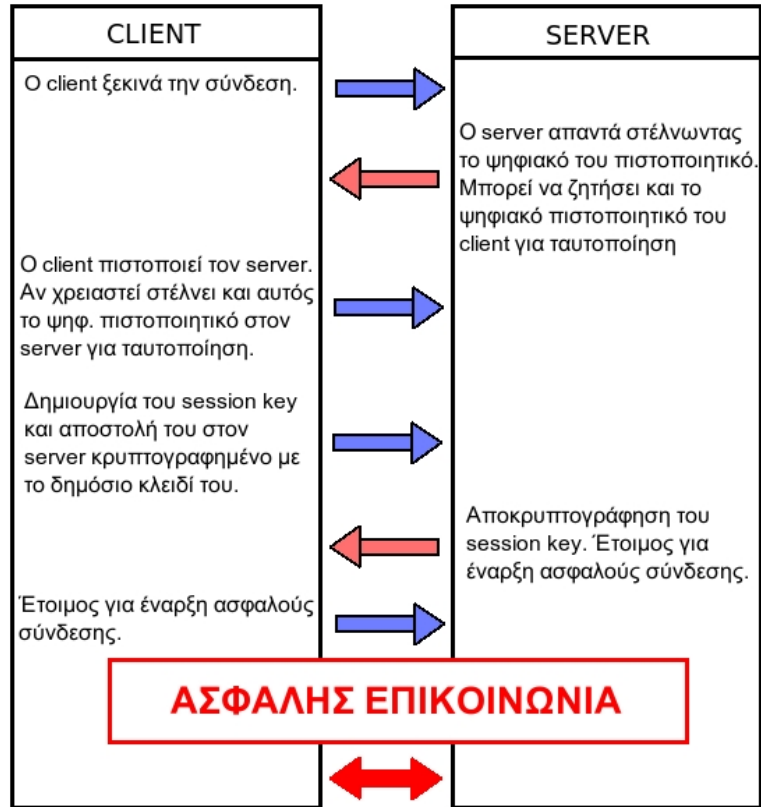 CLIENT
SERVER
Ο client ξεκινά την σύνδεση.
Ο server απαντά στέλνωντας
το ψηφιακό του πιστοποιητικό.
Μπορεί να ζητήσει και το
ψηφιακό πιστοποιητικό του
client για ταυτοποίηση
Ο client πιστοποιεί τον server.
Αν χρειαστεί στέλνει και αυτός
το ψηφ. πιστοποιητικό στον
server για ταυτοποίηση.
Δημιουργία του session key
και αποστολή του στον
server κρυπτογραφημένο με
το δημόσιο κλειδί του.
Αποκρυπτογράφηση του
session key. Έτοιμος για
έναρξη ασφαλούς σύνδεσης.
Έτοιμος για έναρξη ασφαλούς
σύνδεσης.
ΑΣΦΑΛΗΣ ΕΠΙΚΟΙΝΩΝΙΑ